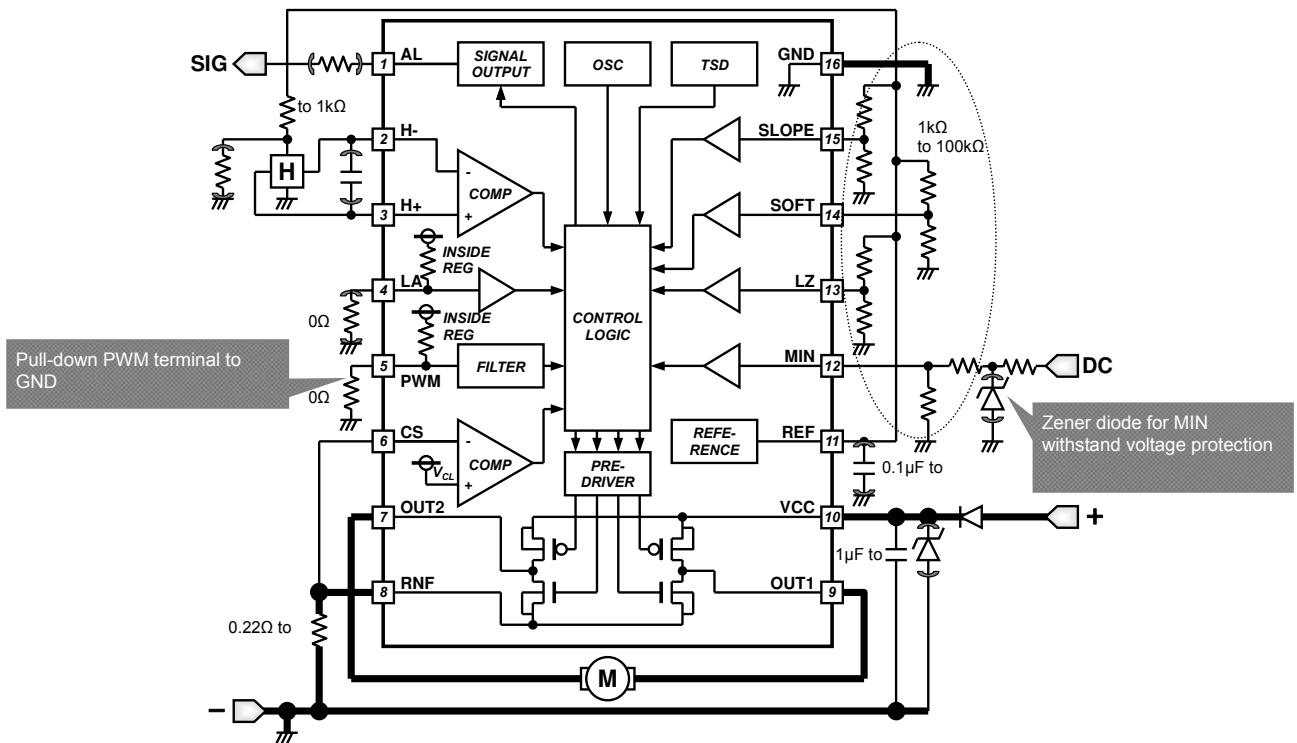 SIG
1
AL
SIGNAL
OUTPUT
OSC
TSD
GND
16
to 1kΩ
2
H-
H
3
H+
-
+
COMP
SLOPE
15
1kΩ
to 100kΩ
SOFT
14
INSIDE
REG
4
LA
0Ω
CONTROL
LOGIC
LZ
13
INSIDE
REG
Pull-down PWM terminal to
GND
5
PWM
0Ω
FILTER
MIN
12
DC
Zener diode for MIN
withstand voltage protection
6
CS
-
+
COMP
VCL
REFE-
RENCE
REF
11
0.1µF to
PRE-
DRIVER
7
OUT2
VCC
10
+
1µF to
8
RNF
OUT1
9
0.22Ω to
M
-